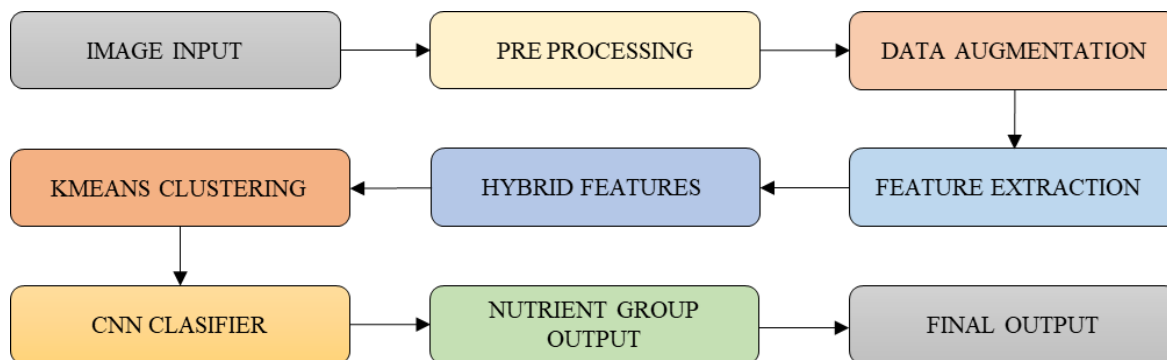 IMAGE INPUT
PRE PROCESSING
DATA AUGMENTATION
KMEANS CLUSTERING
HYBRID FEATURES
FEATURE EXTRACTION
CNN CLASIFIER
NUTRIENT GROUP
OUTPUT
FINAL OUTPUT